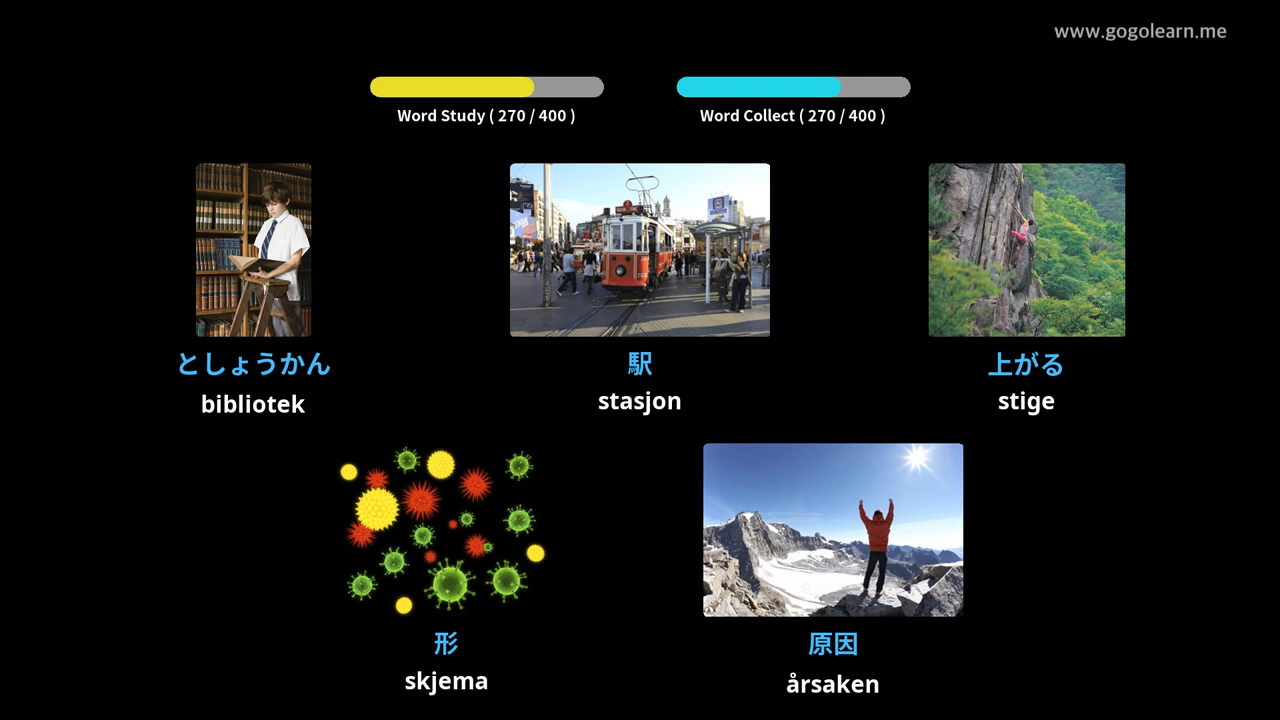 www.gogolearn.me
Word Study ( 270 / 400 )
Word Collect ( 270 / 400 )
としょうかん
bibliotek
駅
stasjon
上がる
stige
形
skjema
原因
årsaken